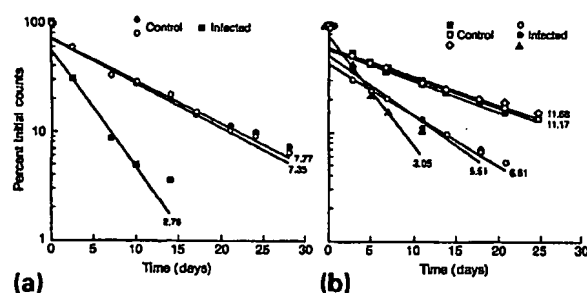 100
10
1
Percent Initial counts
Control
Infected
7.77
7.35
2.76
0 5 10 15 20 25 30
Time (days)
(a)
Control
Infected
11.68
11.17
3.05
5.51
6.61
0 5 10 15 20 25 30
Time (days)
(b)